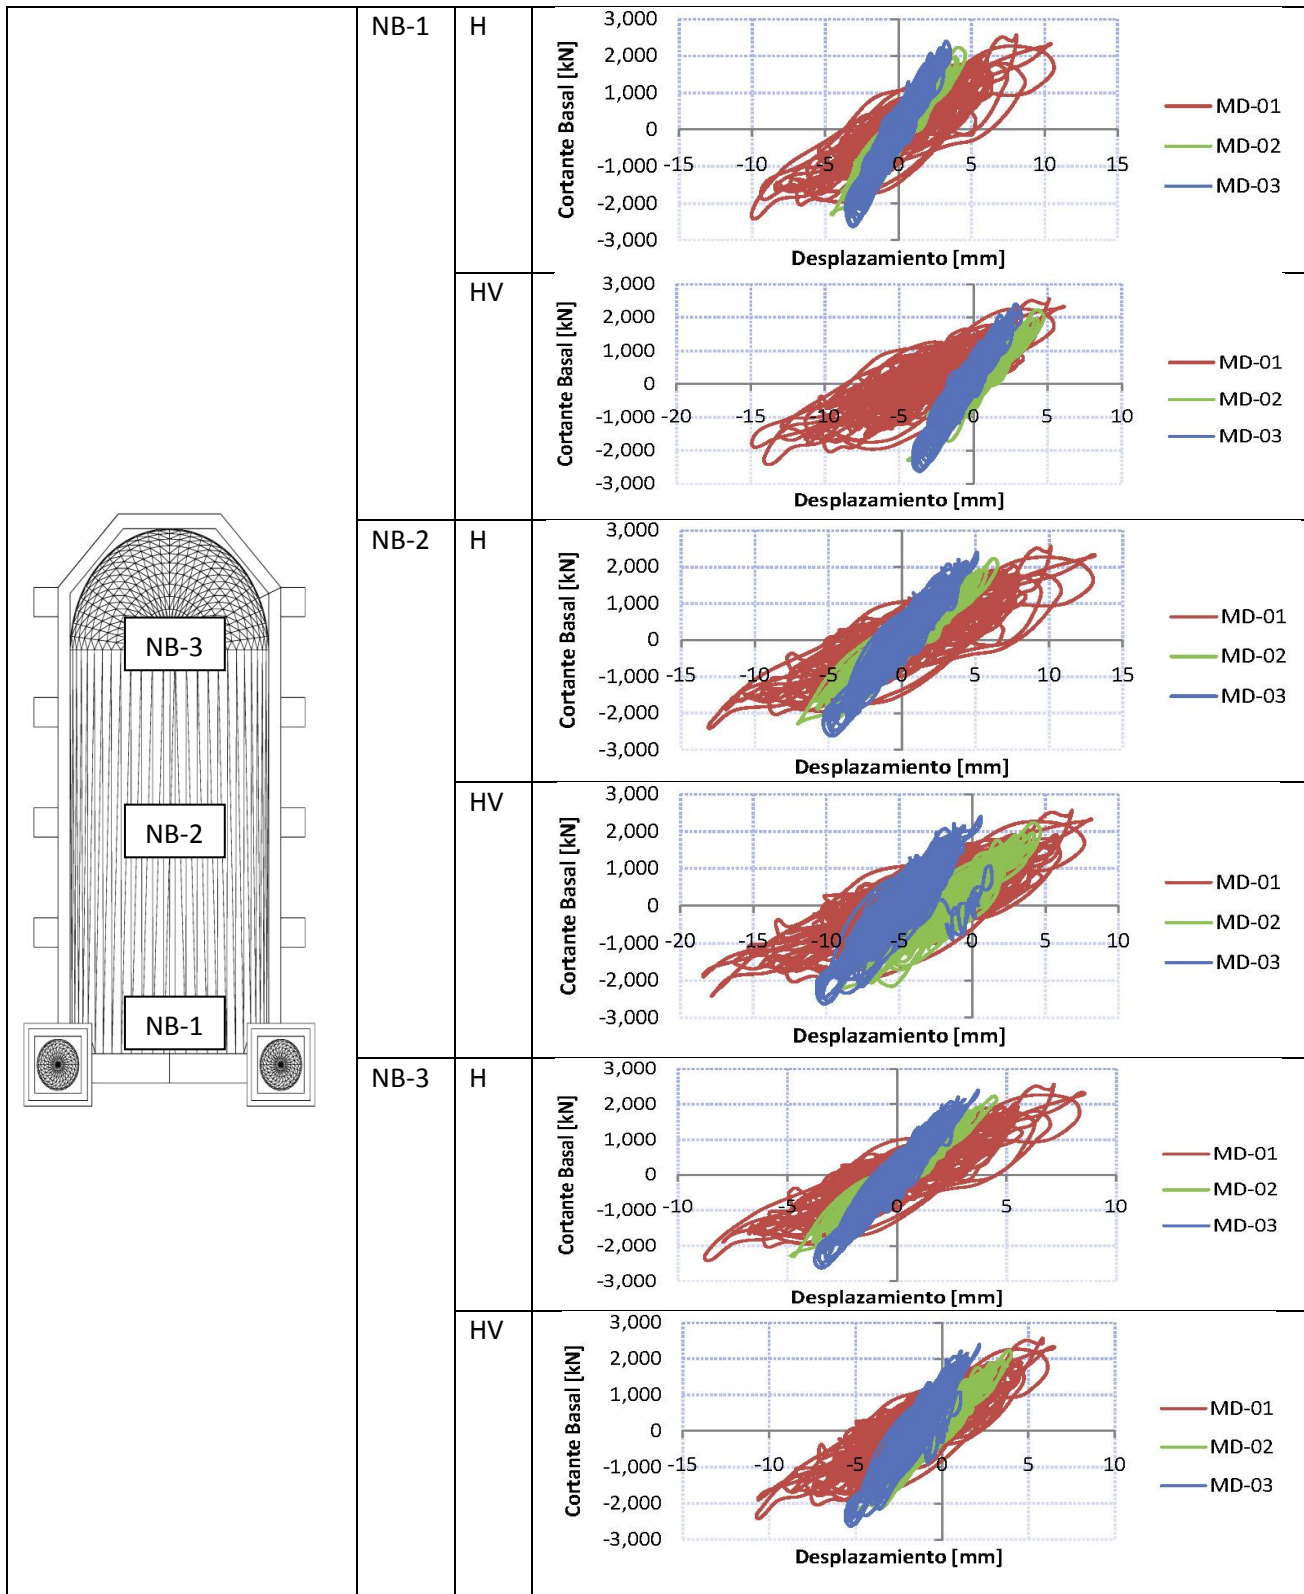 NB-1 H
3,000
2,000
1,000
0
-1,000
-2,000
-3,000
-15 -10 -5 0 5 10 15
Cortante Basal [kN]
Desplazamiento [mm]
MD-01
MD-02
MD-03
HV
3,000
2,000
1,000
0
-1,000
-2,000
-3,000
-20 -15 -10 -5 0 5 10
Cortante Basal [kN]
Desplazamiento [mm]
MD-01
MD-02
MD-03
NB-2 H
3,000
2,000
1,000
0
-1,000
-2,000
-3,000
-15 -10 -5 0 5 10 15
Cortante Basal [kN]
Desplazamiento [mm]
MD-01
MD-02
MD-03
HV
3,000
2,000
1,000
0
-1,000
-2,000
-3,000
-20 -15 -10 -5 0 5 10
Cortante Basal [kN]
Desplazamiento [mm]
MD-01
MD-02
MD-03
NB-3 H
3,000
2,000
1,000
0
-1,000
-2,000
-3,000
-10 -5 0 5 10
Cortante Basal [kN]
Desplazamiento [mm]
MD-01
MD-02
MD-03
HV
3,000
2,000
1,000
0
-1,000
-2,000
-3,000
-15 -10 -5 0 5 10 15
Cortante Basal [kN]
Desplazamiento [mm]
MD-01
MD-02
MD-03
NB-3
NB-2
NB-1